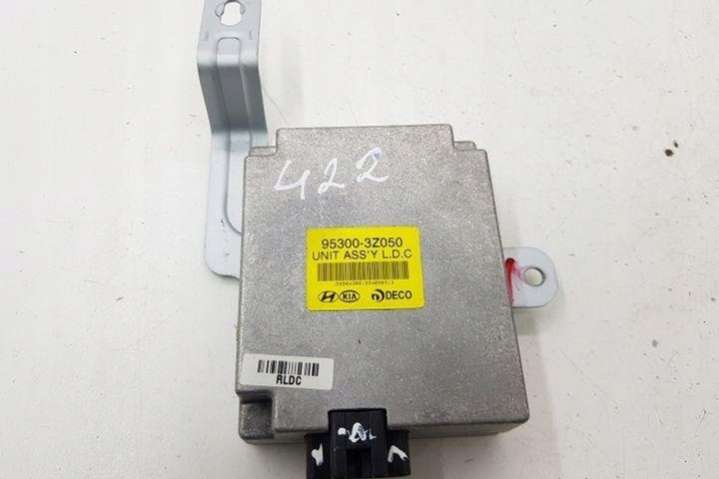 422
95300-3Z050
UNIT ASS'Y L.D.C
KIA DECO
RLDC